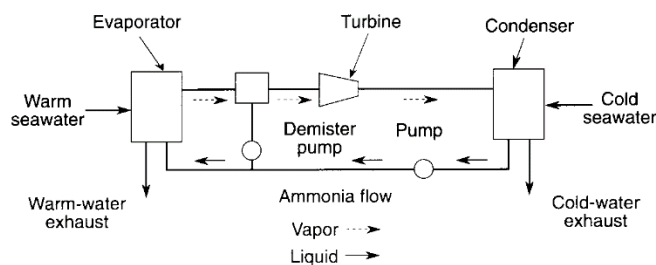 Evaporator
Turbine
Condenser
Warm
seawater
Cold
seawater
Demister
pump
Pump
Warm-water
exhaust
Ammonia flow
Cold-water
exhaust
Vapor
Liquid